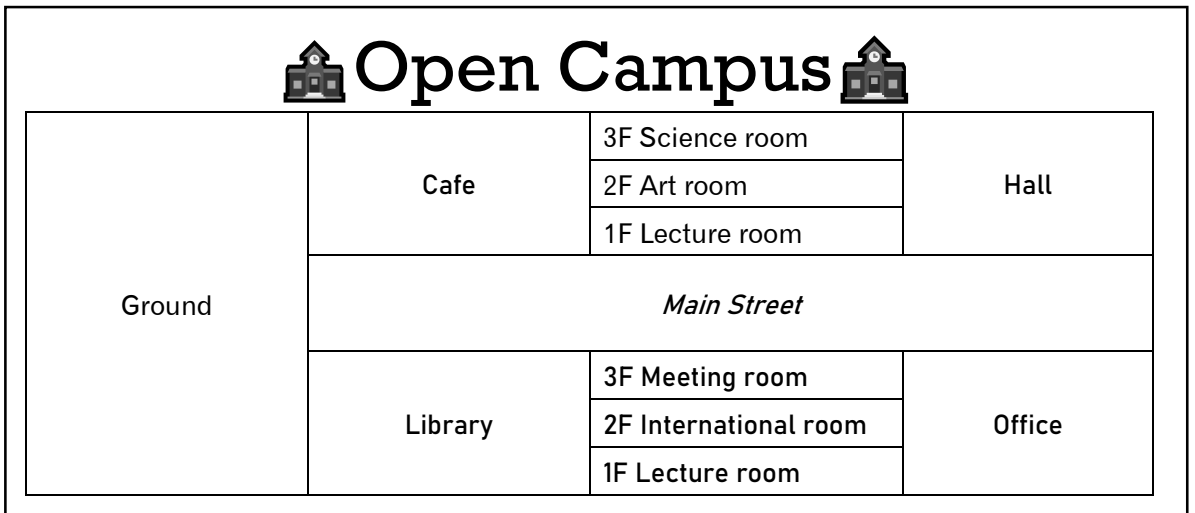 Open Campus
Ground
Cafe
3F Science room
2F Art room
1F Lecture room
Hall
Main Street
Library
3F Meeting room
2F International room
1F Lecture room
Office